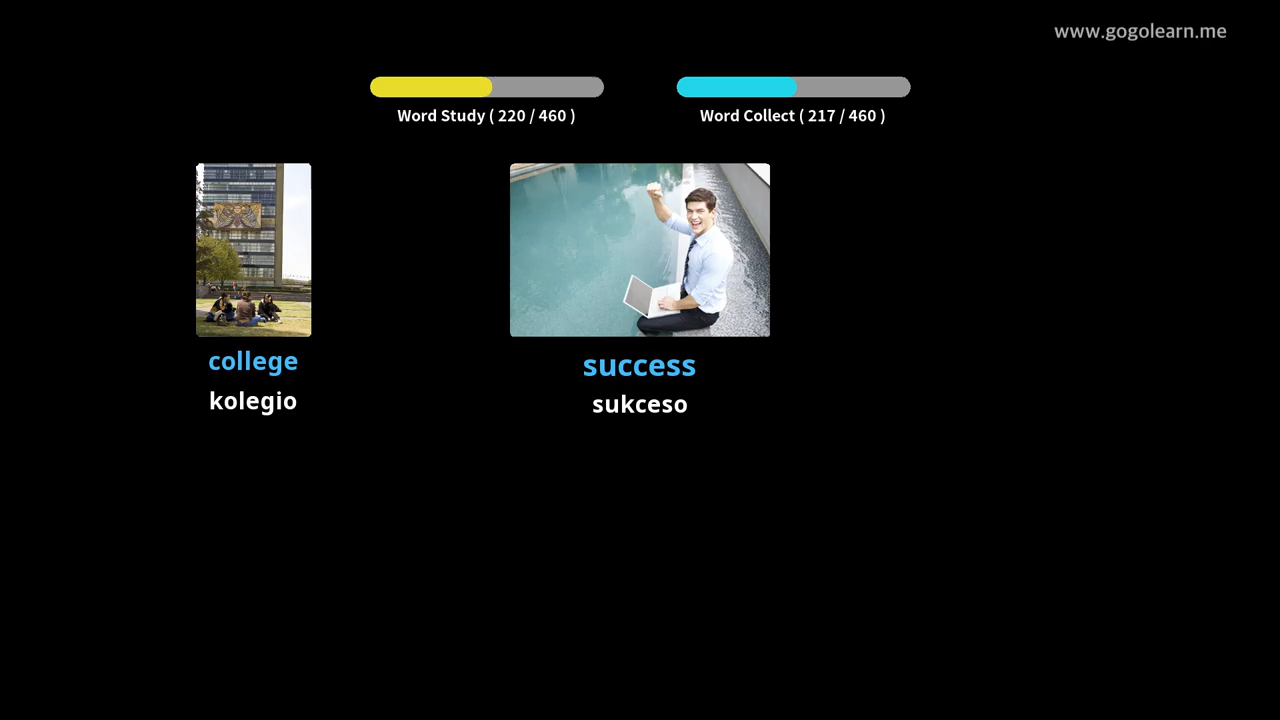 www.gogolearn.me
Word Study ( 220 / 460 )
Word Collect ( 217 / 460 )
college
kolegio
success
sukceso